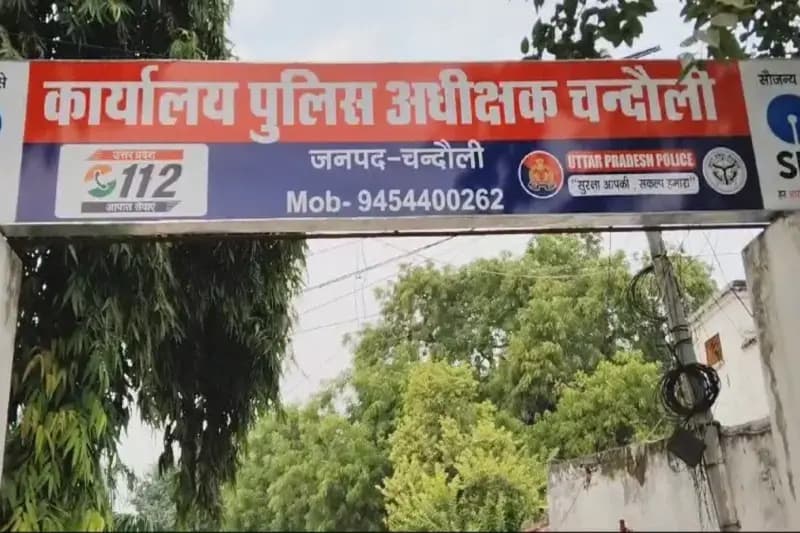 कार्यालय पुलिस अधीक्षक चन्दौली
जनपद-चन्दौली
Mob- 9454400262
उत्तर प्रदेश
112
आपात सेवाएं
UTTAR PRADESH POLICE
"सुरक्षा आपकी, संकल्प हमारा"
से
सौजन्य